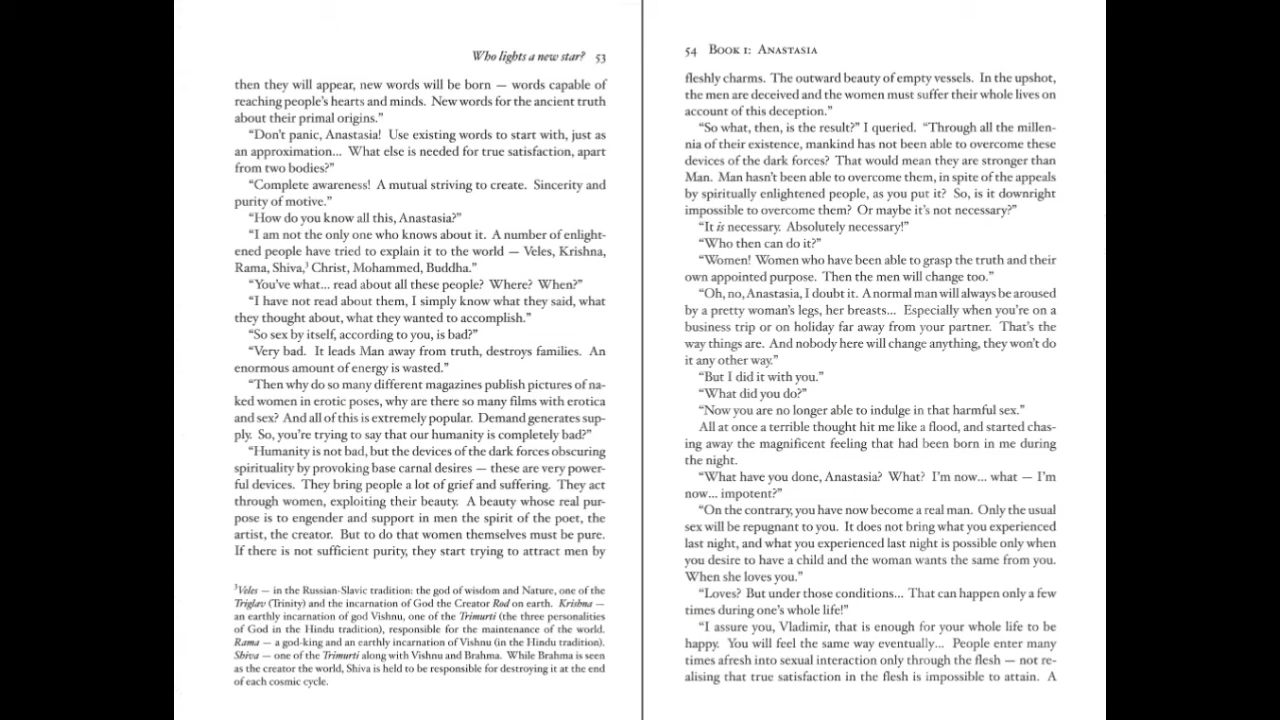 Who lights a new star? 53
then they will appear, new words will be born — words capable of
reaching people's hearts and minds. New words for the ancient truth
about their primal origins."
"Don't panic, Anastasia! Use existing words to start with, just as
an approximation... What else is needed for true satisfaction, apart
from two bodies?"
"Complete awareness! A mutual striving to create. Sincerity and
purity of motive."
"How do you know all this, Anastasia?"
"I am not the only one who knows about it. A number of enlight-
ened people have tried to explain it to the world — Veles, Krishna,
Rama, Shiva,³ Christ, Mohammed, Buddha."
"You've what... read about all these people? Where? When?"
"I have not read about them, I simply know what they said, what
they thought about, what they wanted to accomplish."
"So sex by itself, according to you, is bad?"
"Very bad. It leads Man away from truth, destroys families. An
enormous amount of energy is wasted."
"Then why do so many different magazines publish pictures of na-
ked women in erotic poses, why are there so many films with erotica
and sex? And all of this is extremely popular. Demand generates sup-
ply. So, you're trying to say that our humanity is completely bad?"
"Humanity is not bad, but the devices of the dark forces obscuring
spirituality by provoking base carnal desires — these are very power-
ful devices. They bring people a lot of grief and suffering. They act
through women, exploiting their beauty. A beauty whose real pur-
pose is to engender and support in men the spirit of the poet, the
artist, the creator. But to do that women themselves must be pure.
If there is not sufficient purity, they start trying to attract men by
³Veles — in the Russian-Slavic tradition: the god of wisdom and Nature, one of the
Triglav (Trinity) and the incarnation of God the Creator Rod on earth. Krishna —
an earthly incarnation of god Vishnu, one of the Trimurti (the three personalities
of God in the Hindu tradition), responsible for the maintenance of the world.
Rama — a god-king and an earthly incarnation of Vishnu (in the Hindu tradition).
Shiva — one of the Trimurti along with Vishnu and Brahma. While Brahma is seen
as the creator the world, Shiva is held to be responsible for destroying it at the end
of each cosmic cycle.
54 Book 1: Anastasia
fleshly charms. The outward beauty of empty vessels. In the upshot,
the men are deceived and the women must suffer their whole lives on
account of this deception."
"So what, then, is the result?" I queried. "Through all the millen-
nia of their existence, mankind has not been able to overcome these
devices of the dark forces? That would mean they are stronger than
Man. Man hasn't been able to overcome them, in spite of the appeals
by spiritually enlightened people, as you put it? So, is it downright
impossible to overcome them? Or maybe it's not necessary?"
"It is necessary. Absolutely necessary!"
"Who then can do it?"
"Women! Women who have been able to grasp the truth and their
own appointed purpose. Then the men will change too."
"Oh, no, Anastasia, I doubt it. A normal man will always be aroused
by a pretty woman's legs, her breasts... Especially when you're on a
business trip or on holiday far away from your partner. That's the
way things are. And nobody here will change anything, they won't do
it any other way."
"But I did it with you."
"What did you do?"
"Now you are no longer able to indulge in that harmful sex."
All at once a terrible thought hit me like a flood, and started chas-
ing away the magnificent feeling that had been born in me during
the night.
"What have you done, Anastasia? What? I'm now... what — I'm
now... impotent?"
"On the contrary, you have now become a real man. Only the usual
sex will be repugnant to you. It does not bring what you experienced
last night, and what you experienced last night is possible only when
you desire to have a child and the woman wants the same from you.
When she loves you."
"Loves? But under those conditions... That can happen only a few
times during one's whole life!"
"I assure you, Vladimir, that is enough for your whole life to be
happy. You will feel the same way eventually... People enter many
times afresh into sexual interaction only through the flesh — not re-
alising that true satisfaction in the flesh is impossible to attain. A